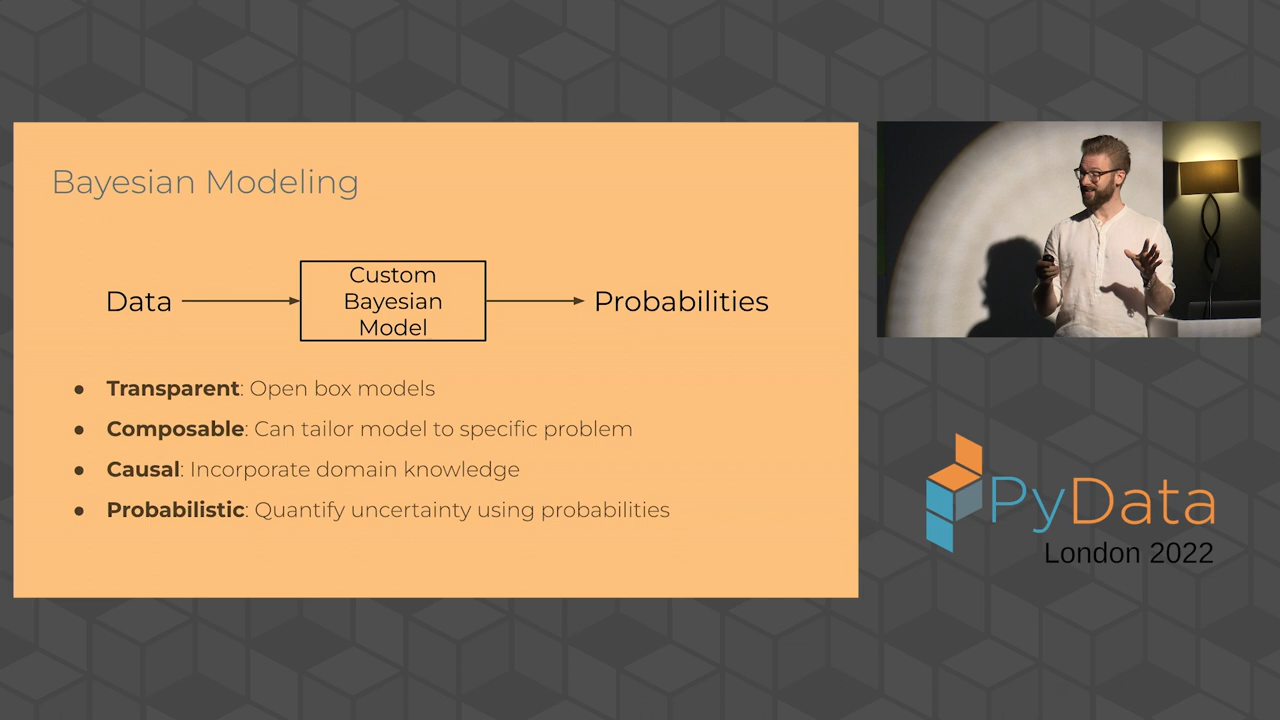 Bayesian Modeling
Data
Custom
Bayesian
Model
Probabilities
● Transparent: Open box models
● Composable: Can tailor model to specific problem
● Causal: Incorporate domain knowledge
● Probabilistic: Quantify uncertainty using probabilities
PyData
London 2022